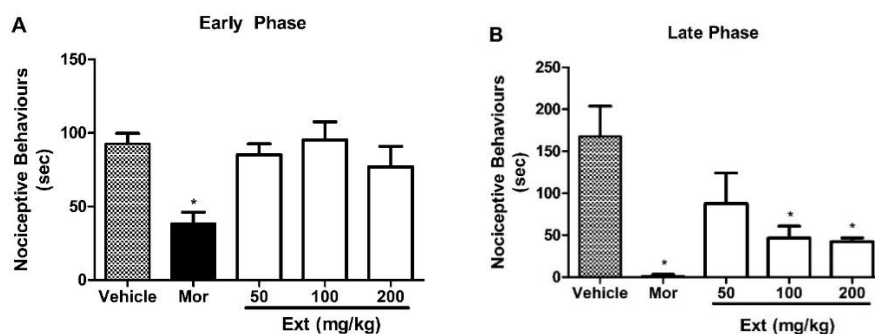 A
Early Phase
Nociceptive Behaviours
(sec)
150
100
50
0
*
Vehicle Mor 50 100 200
Ext (mg/kg)
B
Late Phase
Nociceptive Behaviours
(sec)
250
200
150
100
50
0
*
*
*
Vehicle Mor 50 100 200
Ext (mg/kg)